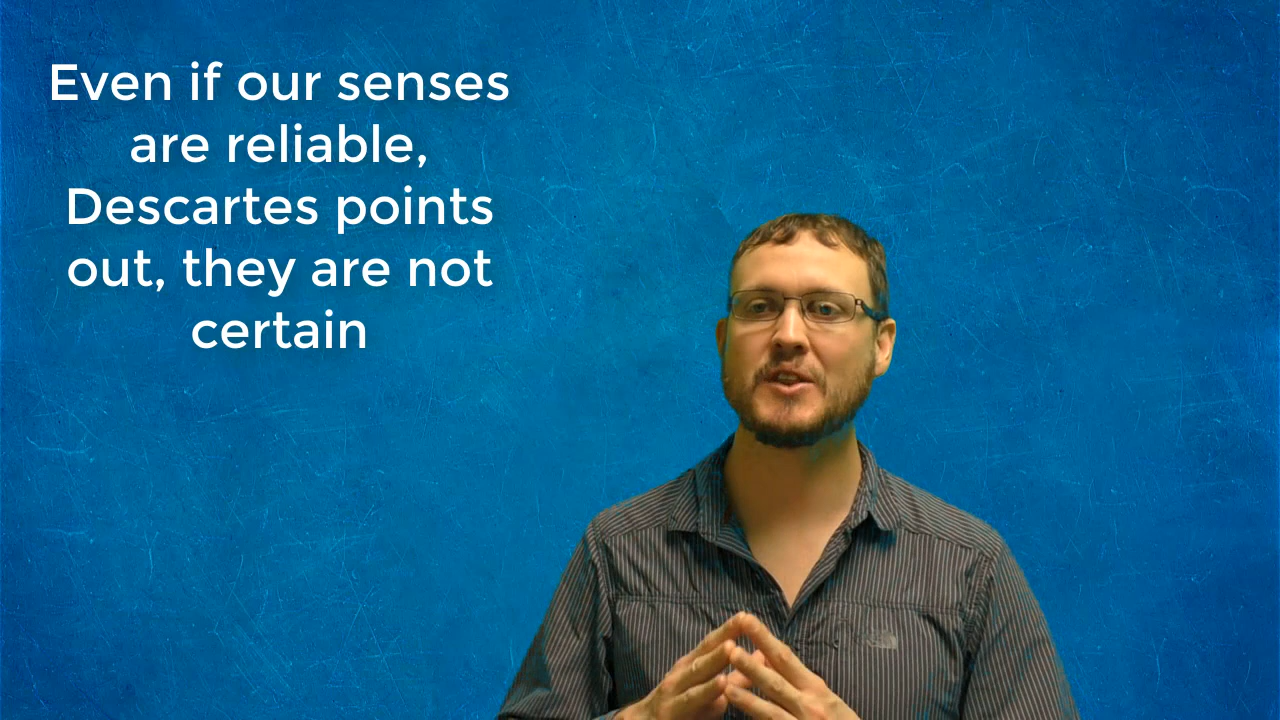 Even if our senses
are reliable,
Descartes points
out, they are not
certain